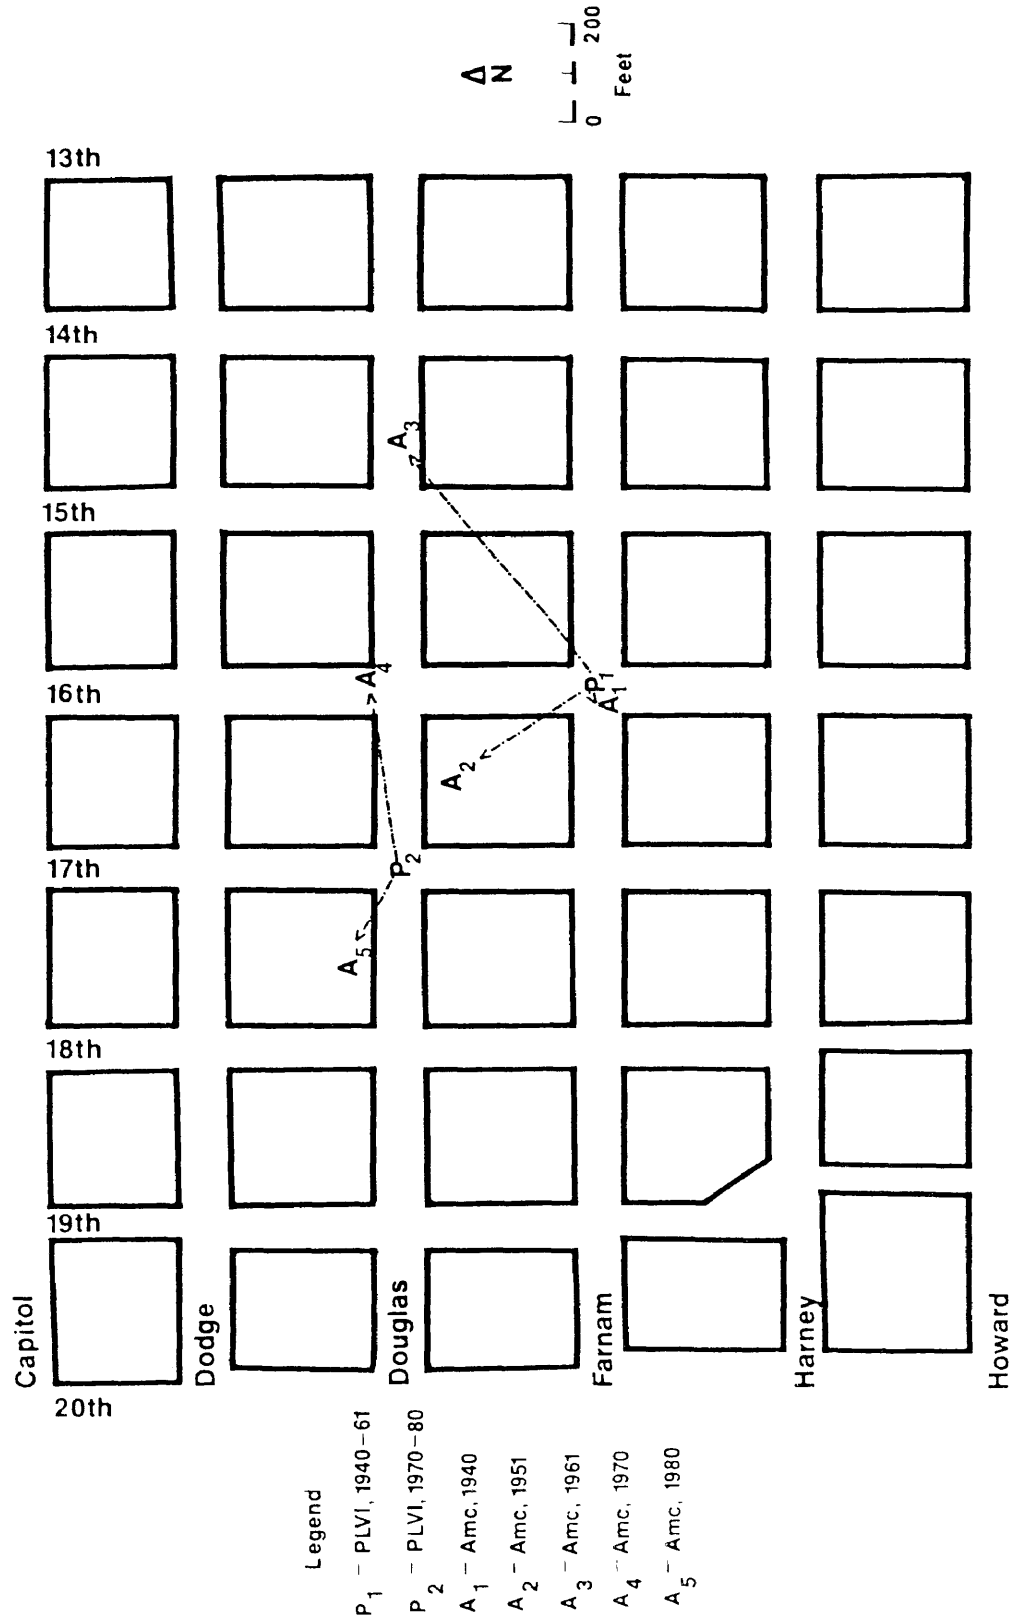 13th
14th
15th
16th
17th
18th
19th
20th
Capitol
Dodge
Douglas
Farnam
Harney
Howard
N
0 200
Feet
A3
A4
P1
A1
A2
P2
A5
Legend
P1 – PLVI, 1940–61
P2 – PLVI, 1970–80
A1 – Amc, 1940
A2 – Amc, 1951
A3 – Amc, 1961
A4 – Amc, 1970
A5 – Amc, 1980